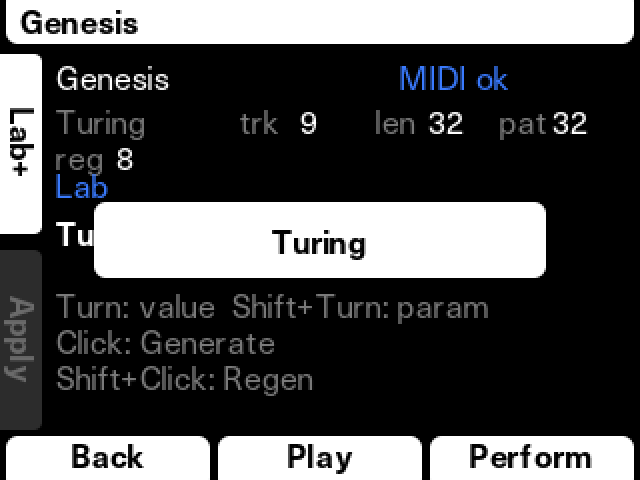 Genesis
Genesis MIDI ok
Turing trk 9 len 32 pat 32
reg 8
Lab
Tu
Turing
Turn: value Shift+Turn: param
Click: Generate
Shift+Click: Regen
Lab+
Apply
Back Play Perform